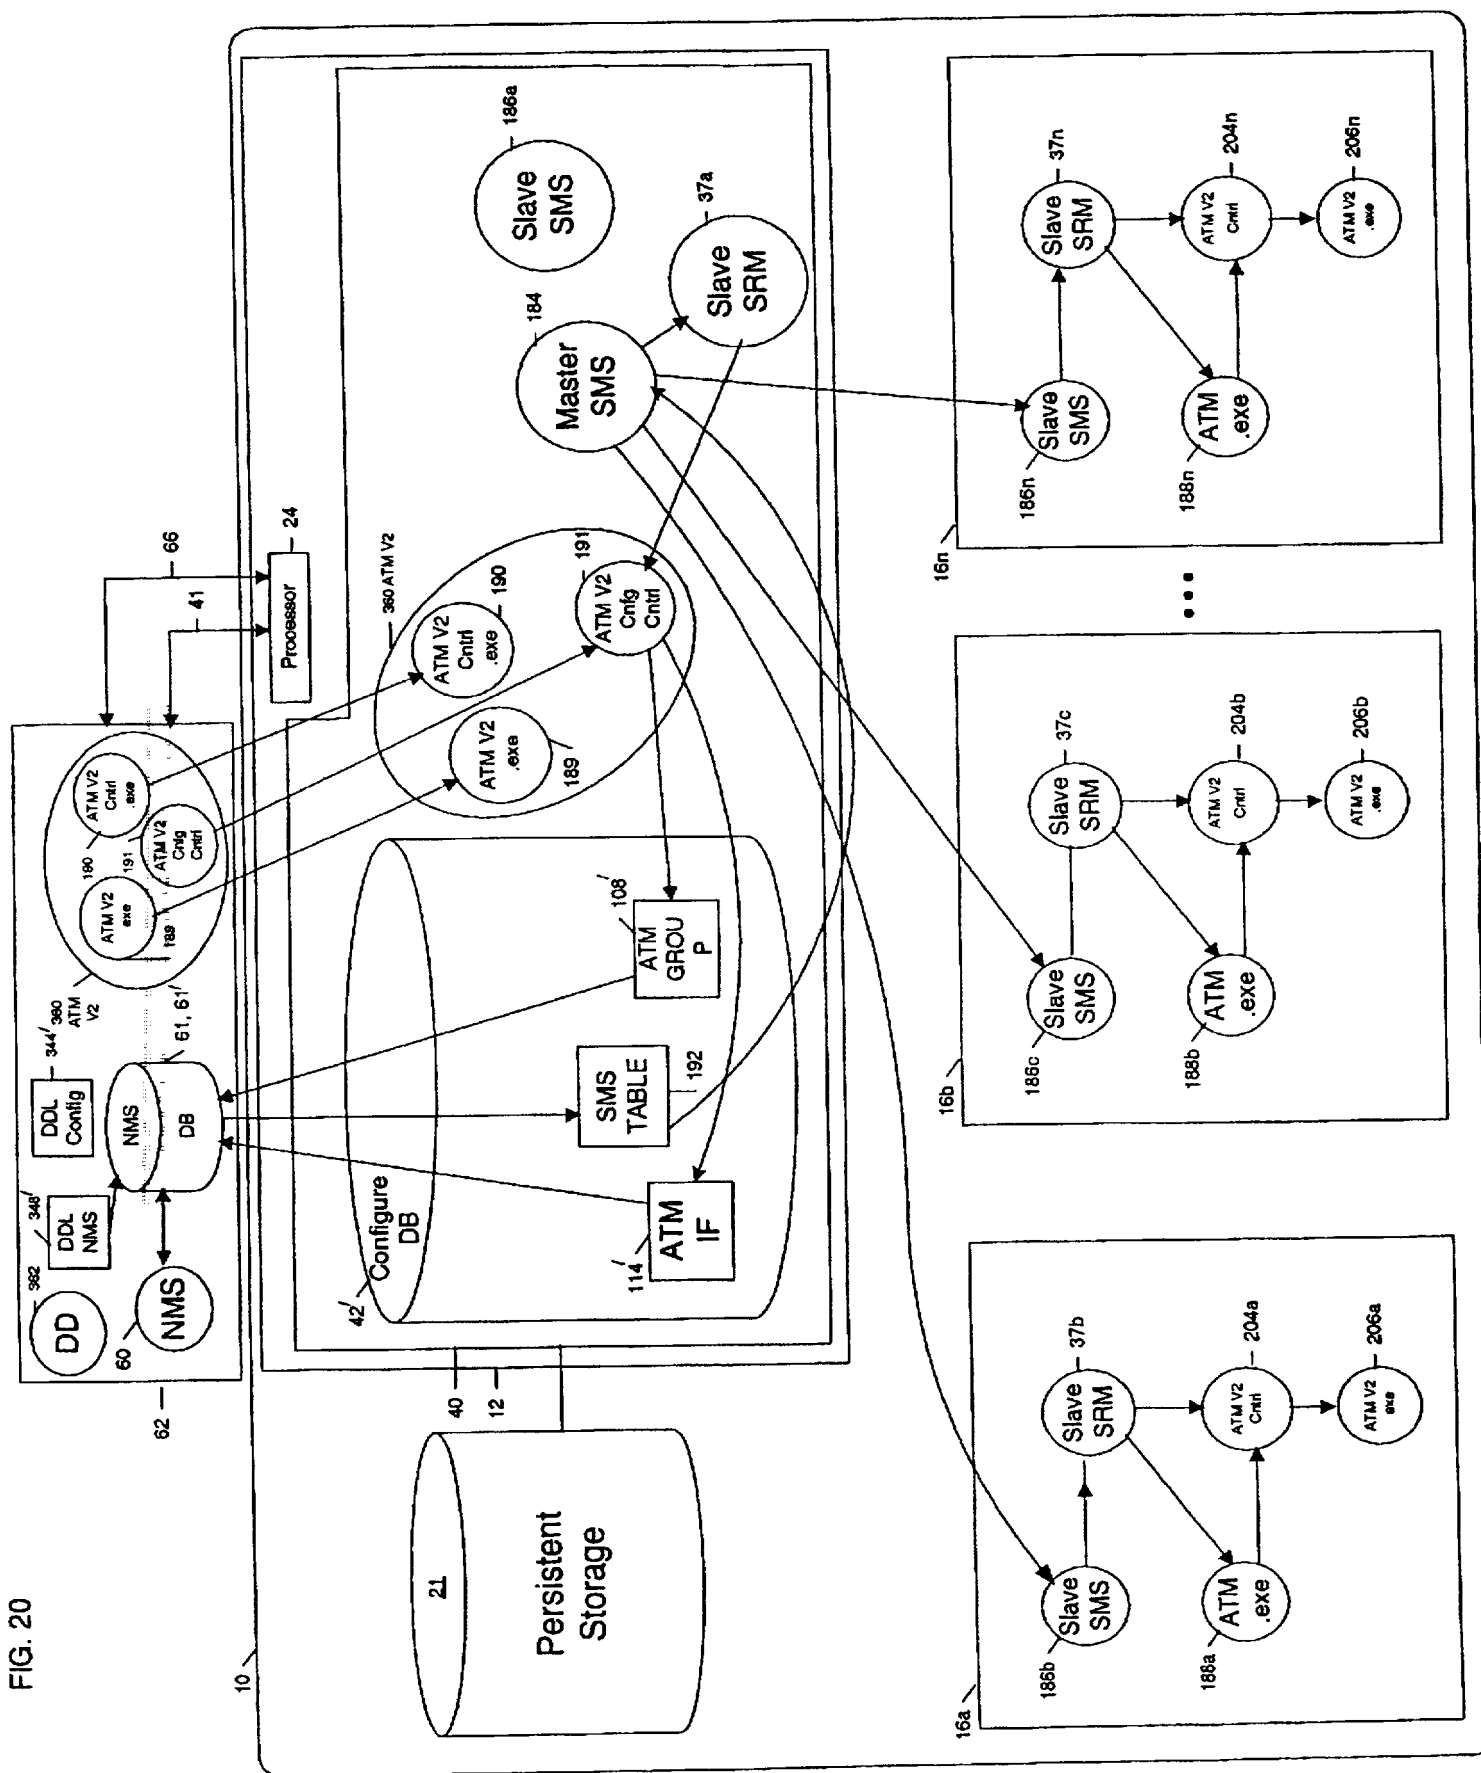 FIG. 20
62
DD
362
60
NMS
348'
DDL
NMS
344'
DDL
Config
NMS
DB
61, 61'
360
ATM
V2
ATM V2
exe
189
190
ATM V2
Cntrl
.exe
191
ATM V2
Cnfg
Cntrl
66
41
Processor
24
10
21
Persistent
Storage
40
12
42'
Configure
DB
114'
ATM
IF
SMS
TABLE
192
108'
ATM
GROU
P
360 ATM V2
ATM V2
.exe
189
ATM V2
Cntrl
.exe
190
ATM V2
Cnfg
Cntrl
191
Master
SMS
184
Slave
SMS
186a
Slave
SRM
37a
16a
186b
Slave
SMS
Slave
SRM
37b
188a
ATM
.exe
ATM V2
Cntrl
204a
ATM V2
exe
206a
16b
186c
Slave
SMS
Slave
SRM
37c
188b
ATM
.exe
ATM V2
Cntrl
204b
ATM V2
.exe
206b
16n
186n
Slave
SMS
Slave
SRM
37n
188n
ATM
.exe
ATM V2
Cntrl
204n
ATM V2
.exe
206n